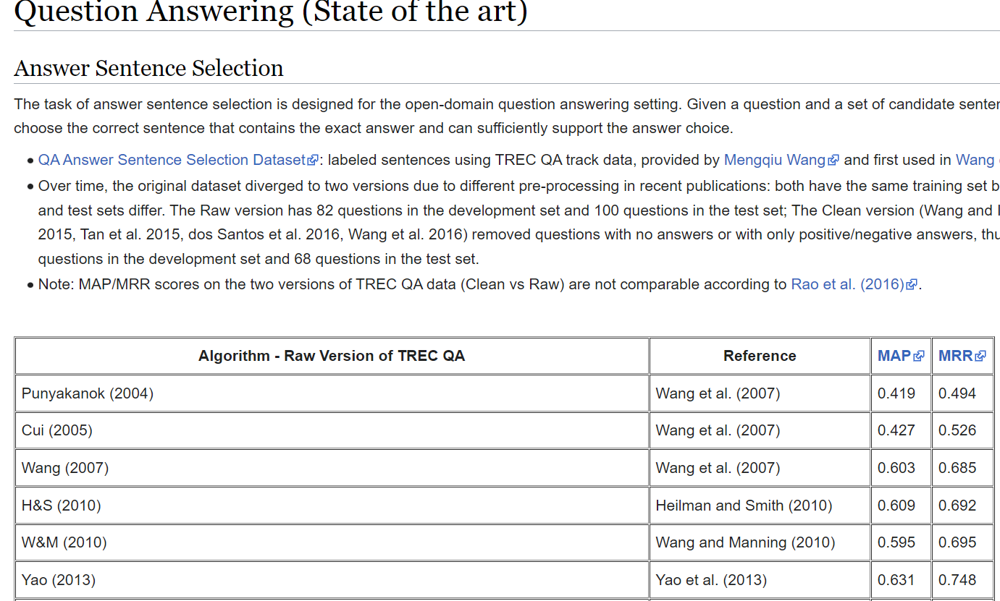 Question Answering (State of the art)
Answer Sentence Selection
The task of answer sentence selection is designed for the open-domain question answering setting. Given a question and a set of candidate
choose the correct sentence that contains the exact answer and can sufficiently support the answer choice.
• QA Answer Sentence Selection Dataset: labeled sentences using TREC QA track data, provided by Mengqiu Wang and first used in Wang
• Over time, the original dataset diverged to two versions due to different pre-processing in recent publications: both have the same training set
and test sets differ. The Raw version has 82 questions in the development set and 100 questions in the test set; The Clean version (Wang and
2015, Tan et al. 2015, dos Santos et al. 2016, Wang et al. 2016) removed questions with no answers or with only positive/negative answers,
questions in the development set and 68 questions in the test set.
• Note: MAP/MRR scores on the two versions of TREC QA data (Clean vs Raw) are not comparable according to Rao et al. (2016).
Algorithm - Raw Version of TREC QA Reference MAP MRR
Punyakanok (2004) Wang et al. (2007) 0.419 0.494
Cui (2005) Wang et al. (2007) 0.427 0.526
Wang (2007) Wang et al. (2007) 0.603 0.685
H&S (2010) Heilman and Smith (2010) 0.609 0.692
W&M (2010) Wang and Manning (2010) 0.595 0.695
Yao (2013) Yao et al. (2013) 0.631 0.748